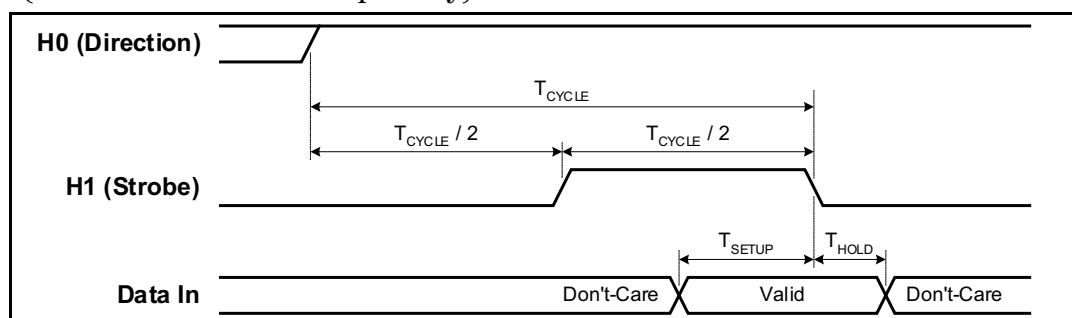 H0 (Direction)
T_CYCLE
T_CYCLE / 2 T_CYCLE / 2
H1 (Strobe)
T_SETUP T_HOLD
Data In Don't-Care Valid Don't-Care